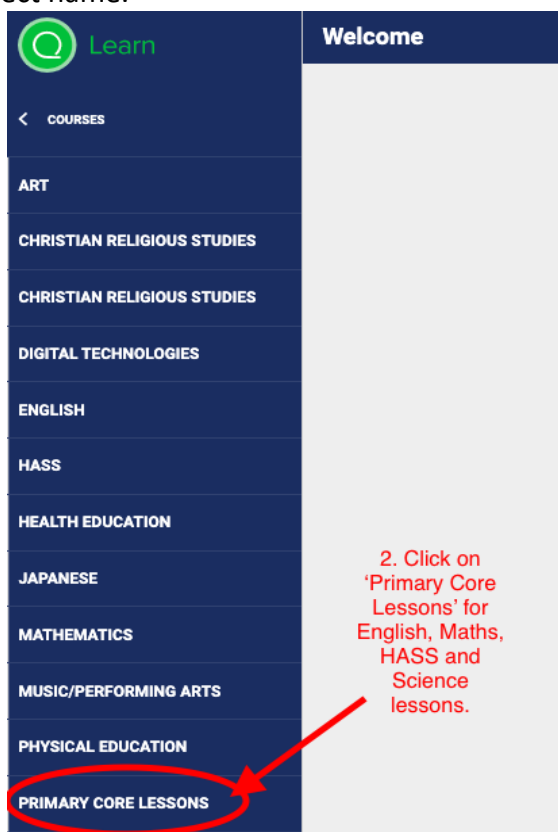 Learn
Welcome
< COURSES
ART
CHRISTIAN RELIGIOUS STUDIES
CHRISTIAN RELIGIOUS STUDIES
DIGITAL TECHNOLOGIES
ENGLISH
HASS
HEALTH EDUCATION
JAPANESE
MATHEMATICS
MUSIC/PERFORMING ARTS
PHYSICAL EDUCATION
PRIMARY CORE LESSONS
2. Click on
‘Primary Core
Lessons’ for
English, Maths,
HASS and
Science
lessons.